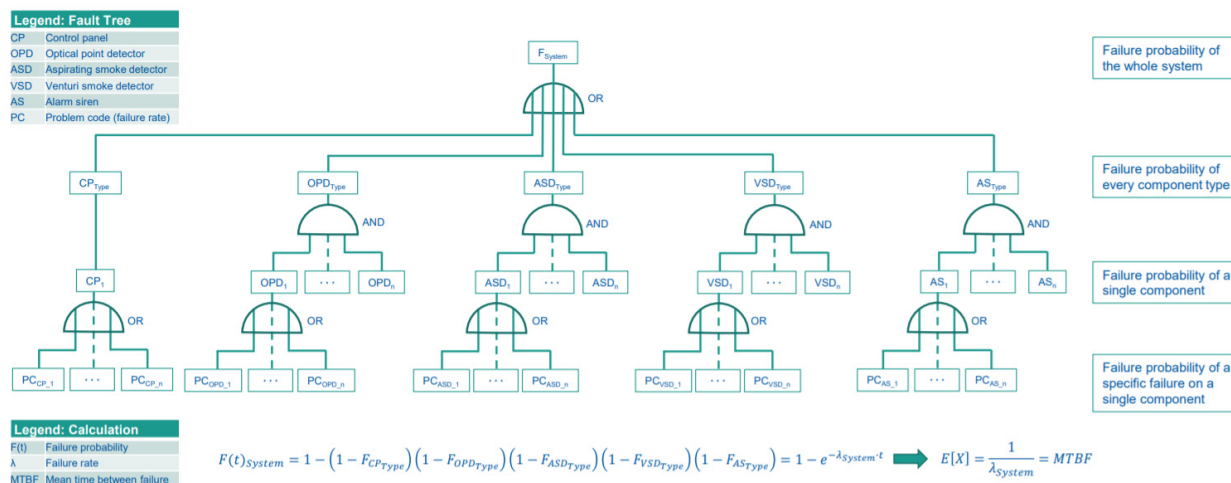 Legend: Fault Tree
CP Control panel
OPD Optical point detector
ASD Aspirating smoke detector
VSD Venturi smoke detector
AS Alarm siren
PC Problem code (failure rate)
F_System
OR
Failure probability of
the whole system
CP_Type
OPD_Type
ASD_Type
VSD_Type
AS_Type
Failure probability of
every component type
AND
AND
AND
AND
CP_1
OPD_1 ... OPD_n
ASD_1 ... ASD_n
VSD_1 ... VSD_n
AS_1 ... AS_n
Failure probability of a
single component
OR
OR
OR
OR
OR
PC_CP_1 ... PC_CP_n
PC_OPD_1 ... PC_OPD_n
PC_ASD_1 ... PC_ASD_n
PC_VSD_1 ... PC_VSD_n
PC_AS_1 ... PC_AS_n
Failure probability of a
specific failure on a
single component
Legend: Calculation
F(t) Failure probability
λ Failure rate
MTBF Mean time between failure
F(t)_System = 1 − (1 − F_CP_Type)(1 − F_OPD_Type)(1 − F_ASD_Type)(1 − F_VSD_Type)(1 − F_AS_Type) = 1 − e^(−λ_System·t) ➡ E[X] = 1/λ_System = MTBF